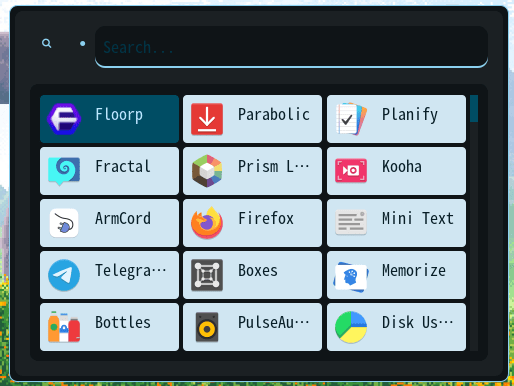 Search...
Floorp
Parabolic
Planify
Fractal
Prism L···
Kooha
ArmCord
Firefox
Mini Text
Telegra···
Boxes
Memorize
Bottles
PulseAu···
Disk Us···